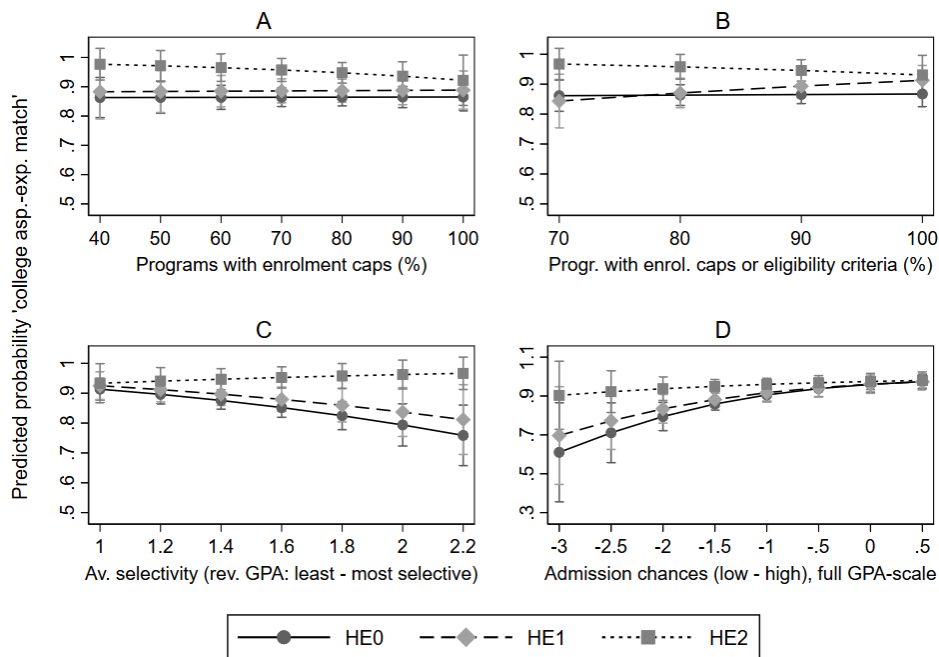 Predicted probability 'college asp.-exp. match'
A
1
.9
.8
.7
.6
.5
40 50 60 70 80 90 100
Programs with enrolment caps (%)
B
1
.9
.8
.7
.6
.5
70 80 90 100
Progr. with enrol. caps or eligibility criteria (%)
C
1
.9
.8
.7
.6
.5
1 1.2 1.4 1.6 1.8 2 2.2
Av. selectivity (rev. GPA: least - most selective)
D
1.1
.9
.7
.5
.3
-3 -2.5 -2 -1.5 -1 -.5 0 .5
Admission chances (low - high), full GPA-scale
HE0 HE1 HE2